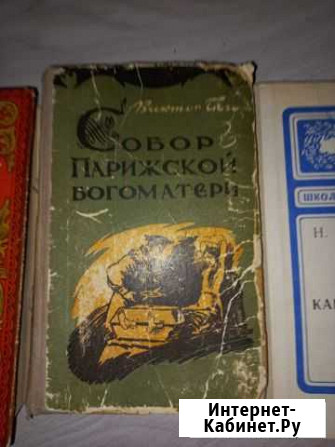 Виктор Гюго
СОБОР
ПАРИЖСКОЙ
БОГОМАТЕРИ
ШКОЛ
Н.
КА
Интернет-
Кабинет.Ру